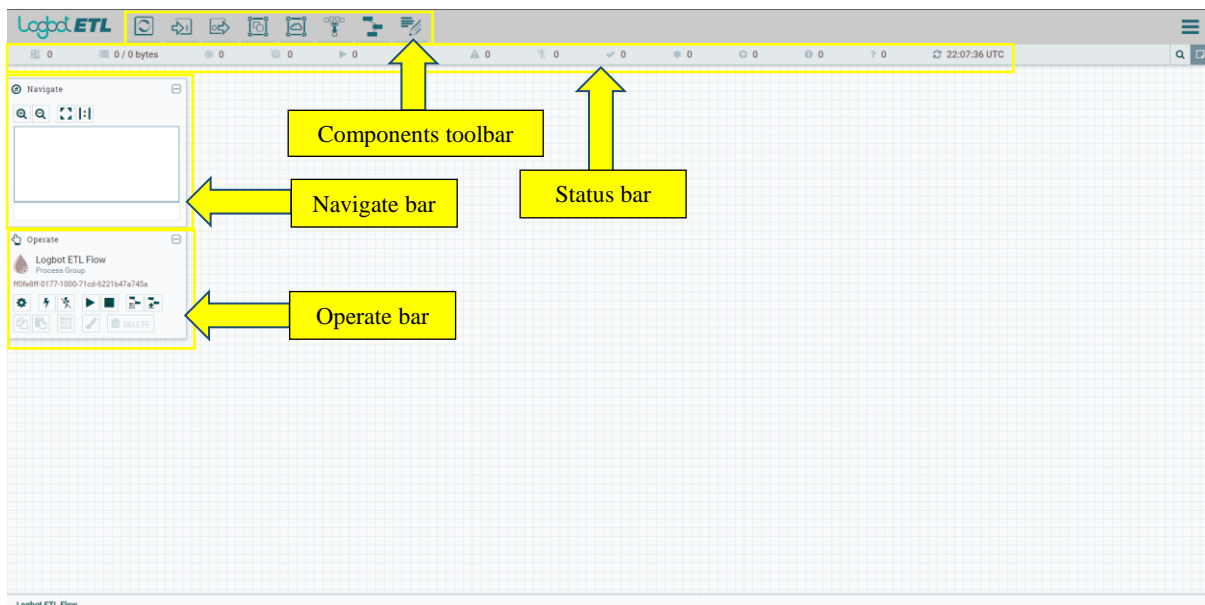 Logbot ETL
0 0 / 0 bytes 0 0 0 0 0 0 0 0 0 ? 0 22:07:36 UTC
Navigate
Components toolbar
Status bar
Navigate bar
Operate
Logbot ETL Flow
Process Group
ff0fe8ff-0177-1000-71cd-6221b47a745a
DELETE
Operate bar
Logbot ETL Flow